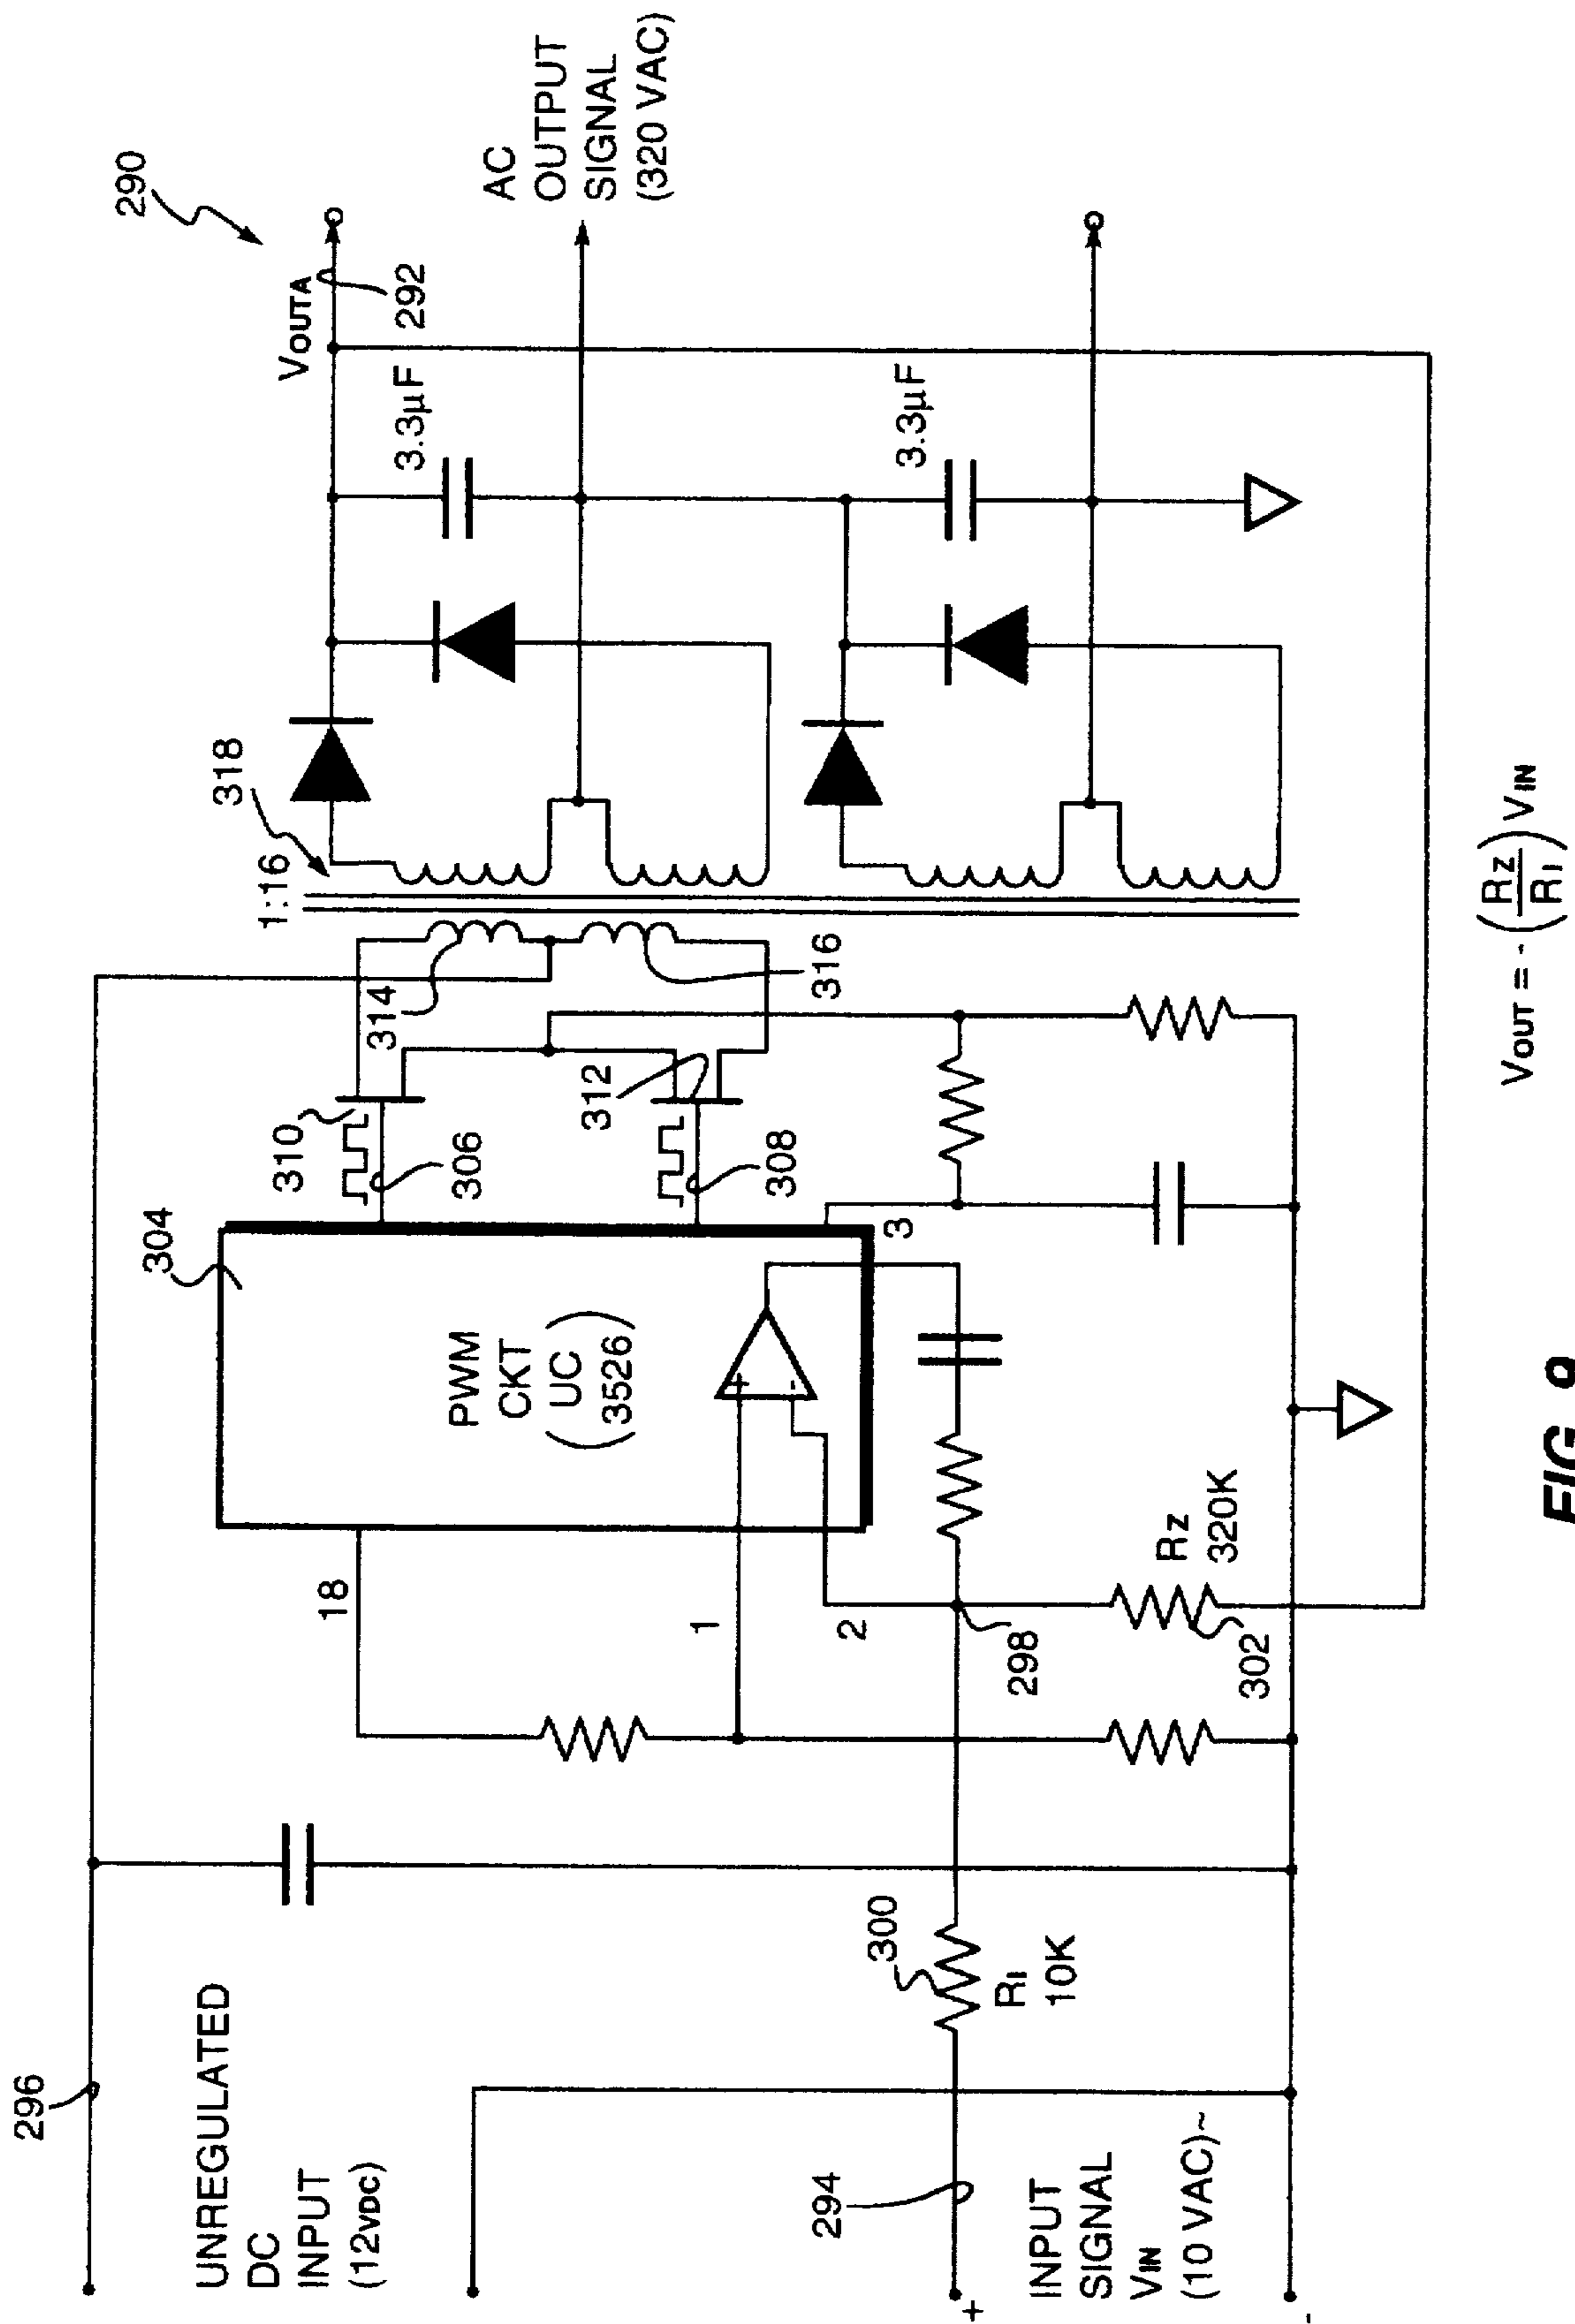 290
VOUTA
292
AC
OUTPUT
SIGNAL
(320 VAC)
3.3µF
3.3µF
318
1:16
314
316
310
306
312
308
304
PWM
CKT
(UC
3526)
3
18
1
2
+
-
298
RZ
320K
302
296
UNREGULATED
DC
INPUT
(12VDC)
300
RI
10K
294
+
INPUT
SIGNAL
VIN
(10 VAC)~
-
VOUT = - (RZ/RI) VIN